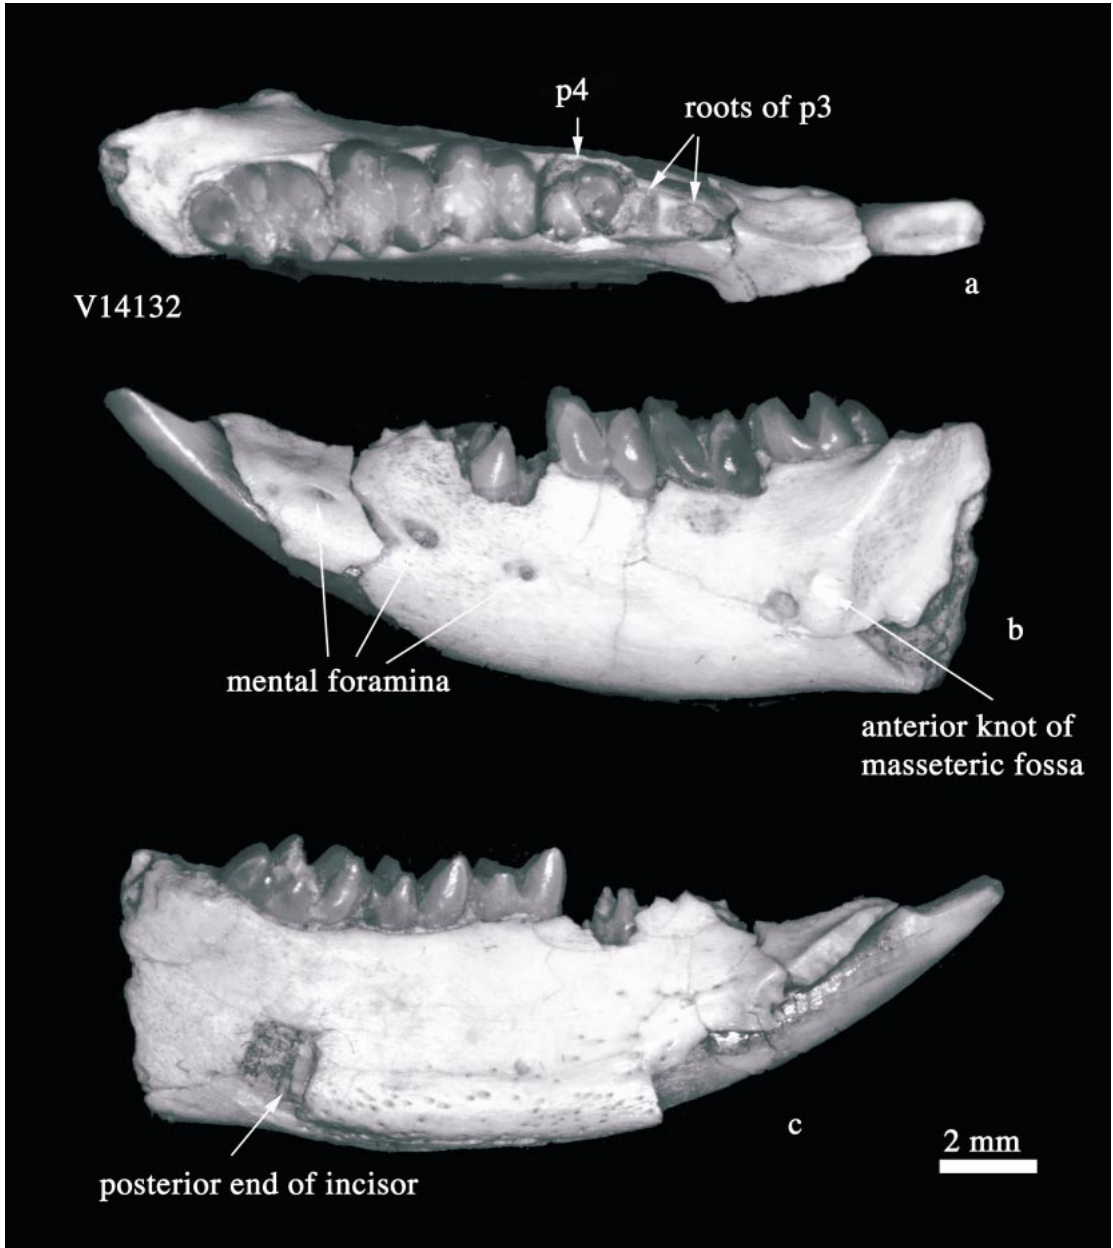 p4
roots of p3
a
V14132
b
mental foramina
anterior knot of
masseteric fossa
c
2 mm
posterior end of incisor